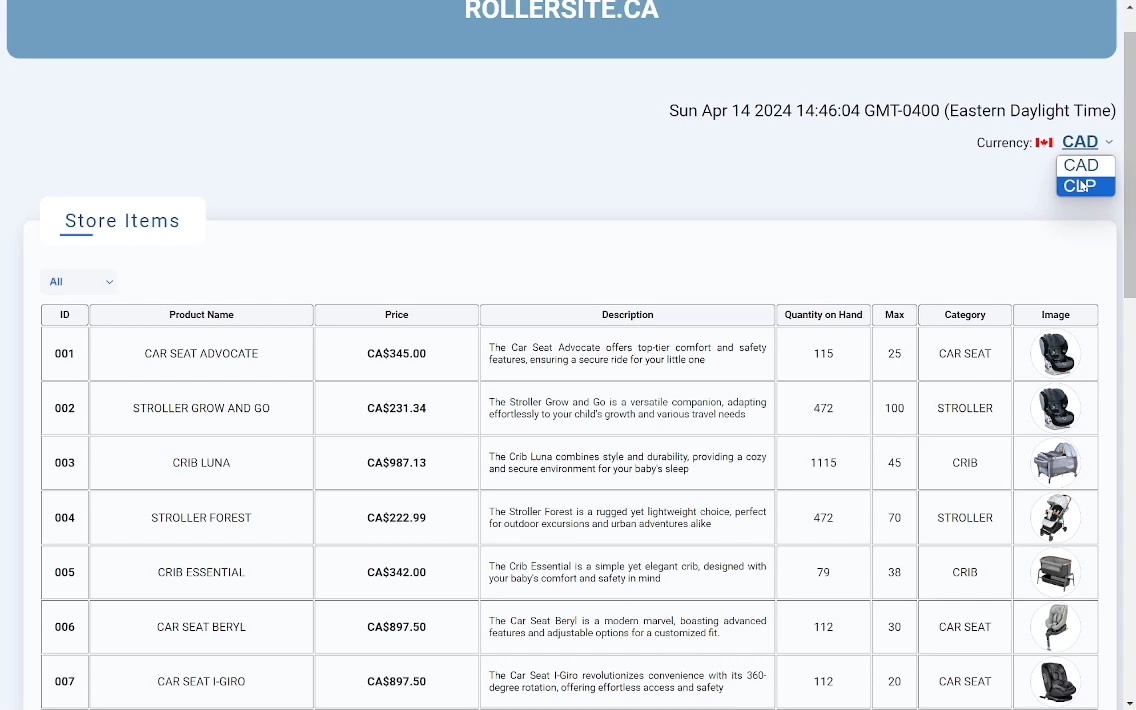 ROLLERSITE.CA
Sun Apr 14 2024 14:46:04 GMT-0400 (Eastern Daylight Time)
Currency: CAD
CAD
CLP
Store Items
All
ID Product Name Price Description Quantity on Hand Max Category Image
001 CAR SEAT ADVOCATE CA$345.00 The Car Seat Advocate offers top-tier comfort and safety
features, ensuring a secure ride for your little one 115 25 CAR SEAT
002 STROLLER GROW AND GO CA$231.34 The Stroller Grow and Go is a versatile companion, adapting
effortlessly to your child's growth and various travel needs 472 100 STROLLER
003 CRIB LUNA CA$987.13 The Crib Luna combines style and durability, providing a cozy
and secure environment for your baby's sleep 1115 45 CRIB
004 STROLLER FOREST CA$222.99 The Stroller Forest is a rugged yet lightweight choice, perfect
for outdoor excursions and urban adventures alike 472 70 STROLLER
005 CRIB ESSENTIAL CA$342.00 The Crib Essential is a simple yet elegant crib, designed with
your baby's comfort and safety in mind 79 38 CRIB
006 CAR SEAT BERYL CA$897.50 The Car Seat Beryl is a modern marvel, boasting advanced
features and adjustable options for a customized fit. 112 30 CAR SEAT
007 CAR SEAT I-GIRO CA$897.50 The Car Seat I-Giro revolutionizes convenience with its 360-
degree rotation, offering effortless access and safety 112 20 CAR SEAT